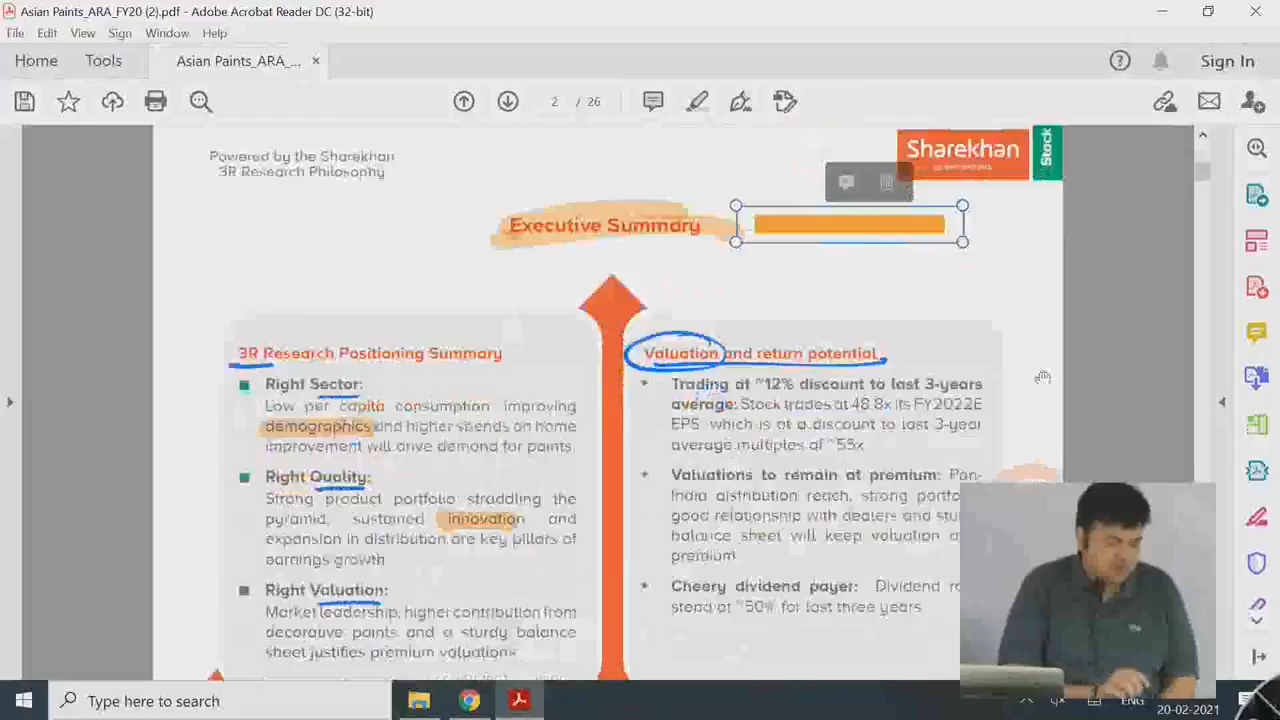 Asian Paints_ARA_FY20 (2).pdf - Adobe Acrobat Reader DC (32-bit)
File Edit View Sign Window Help
Home Tools Asian Paints_ARA_... × Sign In
2 / 26
Powered by the Sharekhan
3R Research Philosophy
Sharekhan
Stock
Executive Summary
3R Research Positioning Summary
Right Sector:
Low per capita consumption improving
demographics and higher spends on home
improvement will drive demand for paints.
Right Quality:
Strong product portfolio straddling the
pyramid, sustained innovation and
expansion in distribution are key pillars of
earnings growth
Right Valuation:
Market leadership, higher contribution from
decorative paints and a sturdy balance
sheet justifies premium valuations
Valuation and return potential
Trading at ~12% discount to last 3-years
average: Stock trades at 48.8x its FY2022E
EPS, which is at a discount to last 3-year
average multiples of ~55x
Valuations to remain at premium: Pan-
India distribution reach, strong portfo
good relationship with dealers and stu
balance sheet will keep valuation a
premium
Cheery dividend payer: Dividend
stand at ~50% for last three years
Type here to search
ENG
20-02-2021